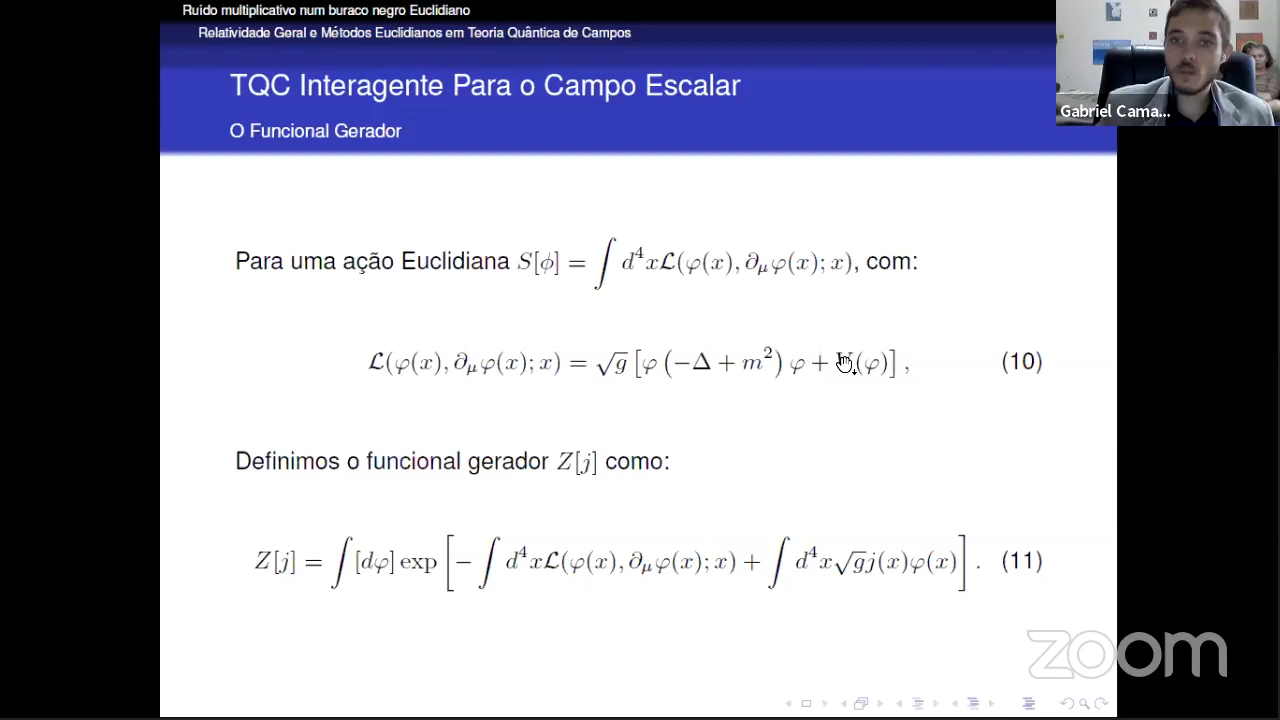 Ruído multiplicativo num buraco negro Euclidiano
Relatividade Geral e Métodos Euclidianos em Teoria Quântica de Campos
TQC Interagente Para o Campo Escalar
O Funcional Gerador
Gabriel Cama...
Para uma ação Euclidiana S[ϕ] = ∫ d⁴xℒ(φ(x), ∂_μφ(x); x), com:
ℒ(φ(x), ∂_μφ(x); x) = √g [φ (−Δ + m²) φ + (φ)] , (10)
Definimos o funcional gerador Z[j] como:
Z[j] = ∫ [dφ] exp [− ∫ d⁴xℒ(φ(x), ∂_μφ(x); x) + ∫ d⁴x√g j(x)φ(x)] . (11)
zoom